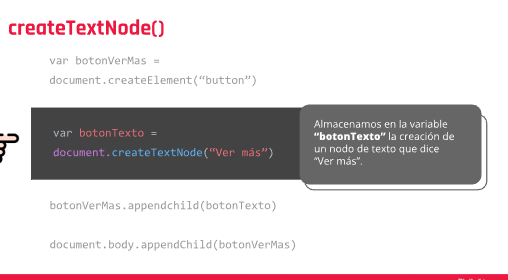 createTextNode()
var botonVerMas =
document.createElement(“button”)
var botonTexto =
document.createTextNode(“Ver más”)
Almacenamos en la variable
“botonTexto” la creación de
un nodo de texto que dice
“Ver más”.
botonVerMas.appendchild(botonTexto)
document.body.appendChild(botonVerMas)